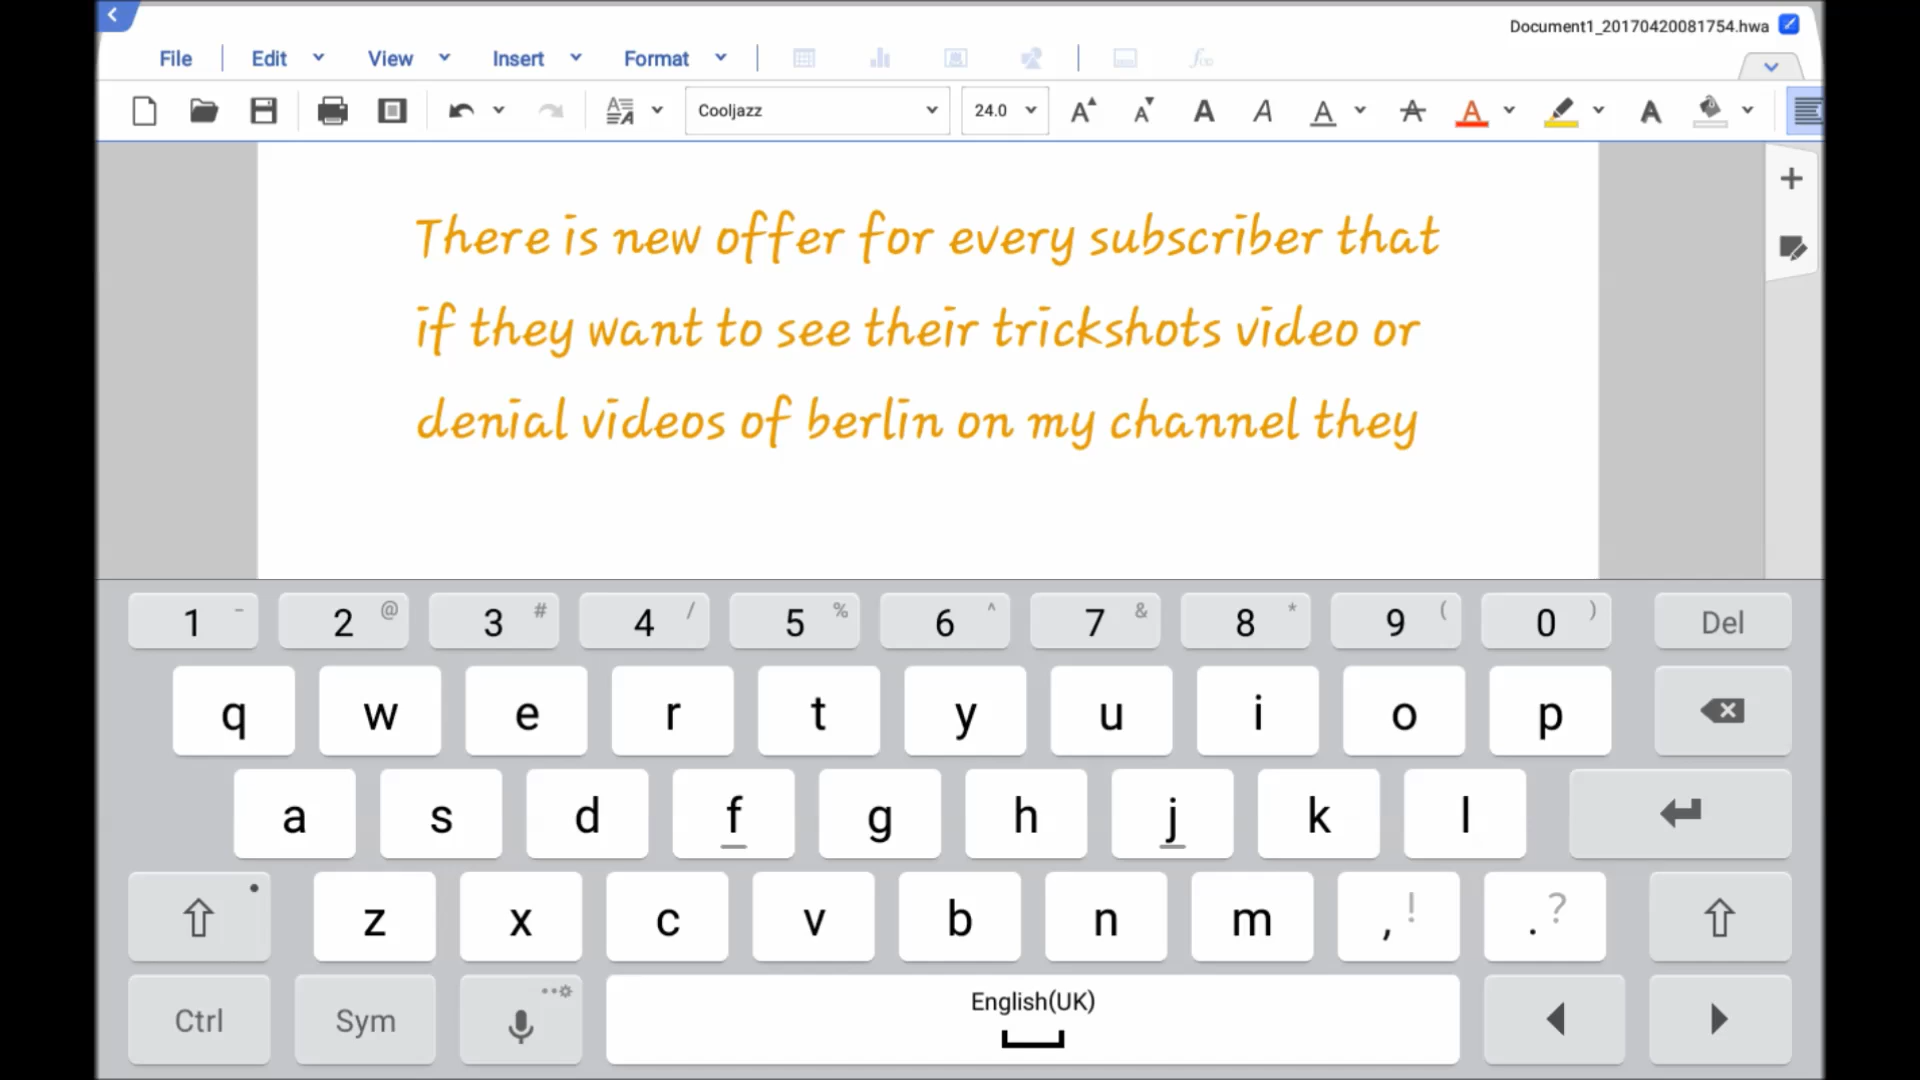 Document1_20170420081754.hwa
File Edit View Insert Format
Cooljazz 24.0
There is new offer for every subscriber that
if they want to see their trickshots video or
denial videos of berlin on my channel they
1 - 2 @ 3 # 4 / 5 % 6 ^ 7 & 8 * 9 ( 0 ) Del
q w e r t y u i o p
a s d f g h j k l
z x c v b n m , ! . ?
Ctrl Sym English(UK)